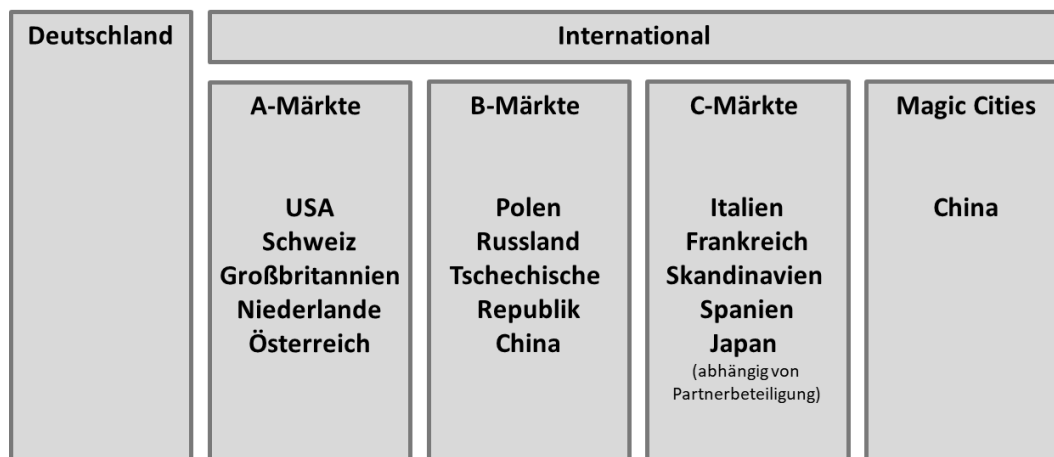 Deutschland
International
A-Märkte
USA
Schweiz
Großbritannien
Niederlande
Österreich
B-Märkte
Polen
Russland
Tschechische
Republik
China
C-Märkte
Italien
Frankreich
Skandinavien
Spanien
Japan
(abhängig von
Partnerbeteiligung)
Magic Cities
China